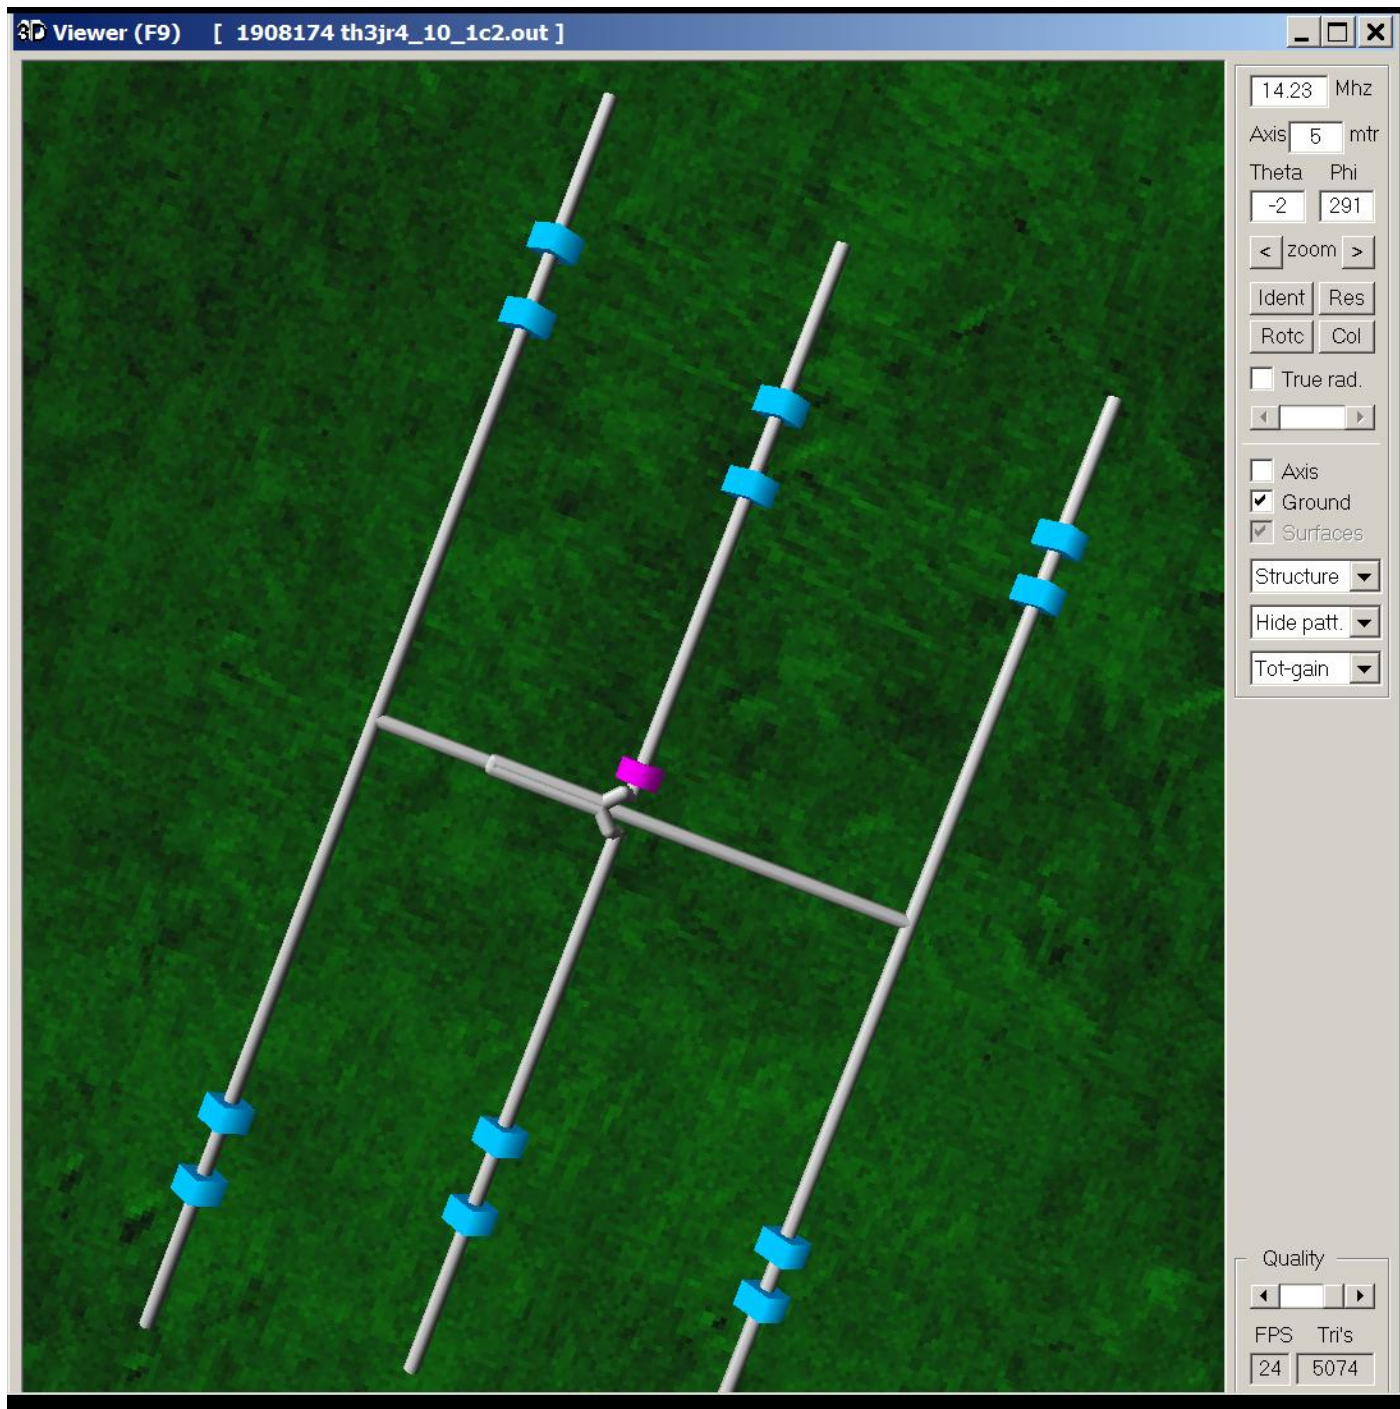 3D Viewer (F9) [ 1908174 th3jr4_10_1c2.out ]
14.23 Mhz
Axis 5 mtr
Theta Phi
-2 291
< zoom >
Ident Res
Rotc Col
True rad.
Axis
Ground
Surfaces
Structure
Hide patt.
Tot-gain
Quality
FPS Tri's
24 5074